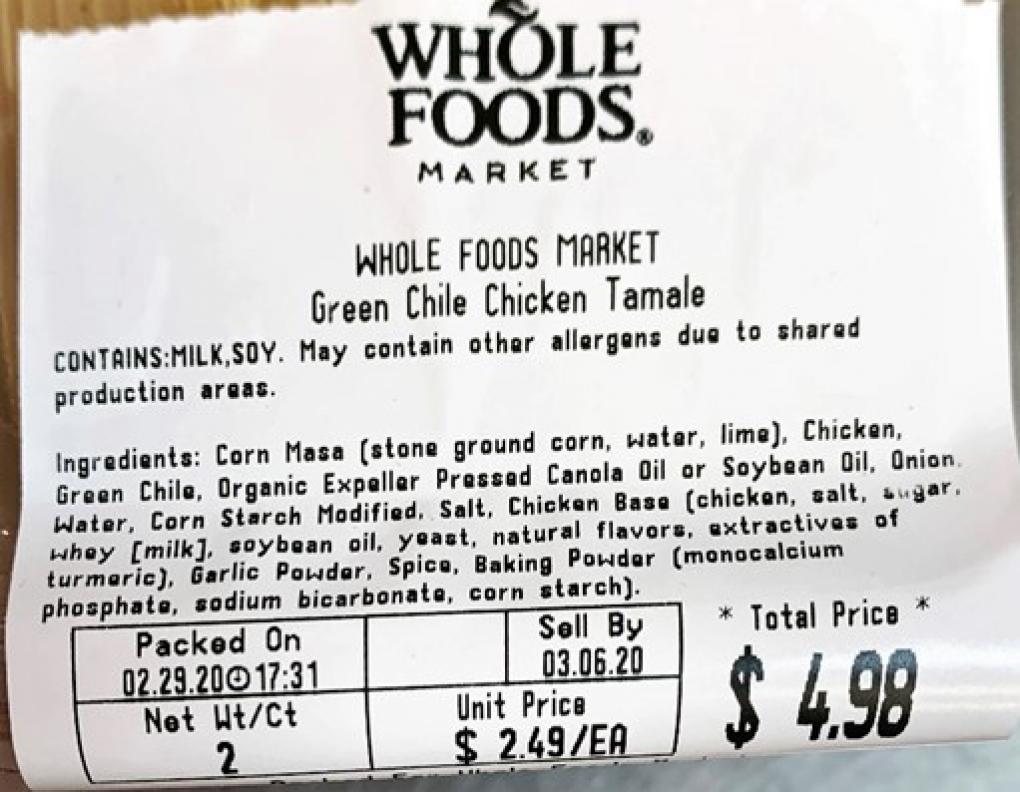 WHOLE
FOODS®
MARKET
WHOLE FOODS MARKET
Green Chile Chicken Tamale
CONTAINS:MILK,SOY. May contain other allergens due to shared
production areas.
Ingredients: Corn Masa (stone ground corn, water, lime), Chicken,
Green Chile, Organic Expeller Pressed Canola Oil or Soybean Oil, Onion.
Water, Corn Starch Modified, Salt, Chicken Base (chicken, salt, sugar,
whey [milk], soybean oil, yeast, natural flavors, extractives of
turmeric), Garlic Powder, Spice, Baking Powder (monocalcium
phosphate, sodium bicarbonate, corn starch).
Packed On
02.29.20 17:31
Sell By
03.06.20
* Total Price *
$ 4.98
Net Wt/Ct
2
Unit Price
$ 2.49/EA